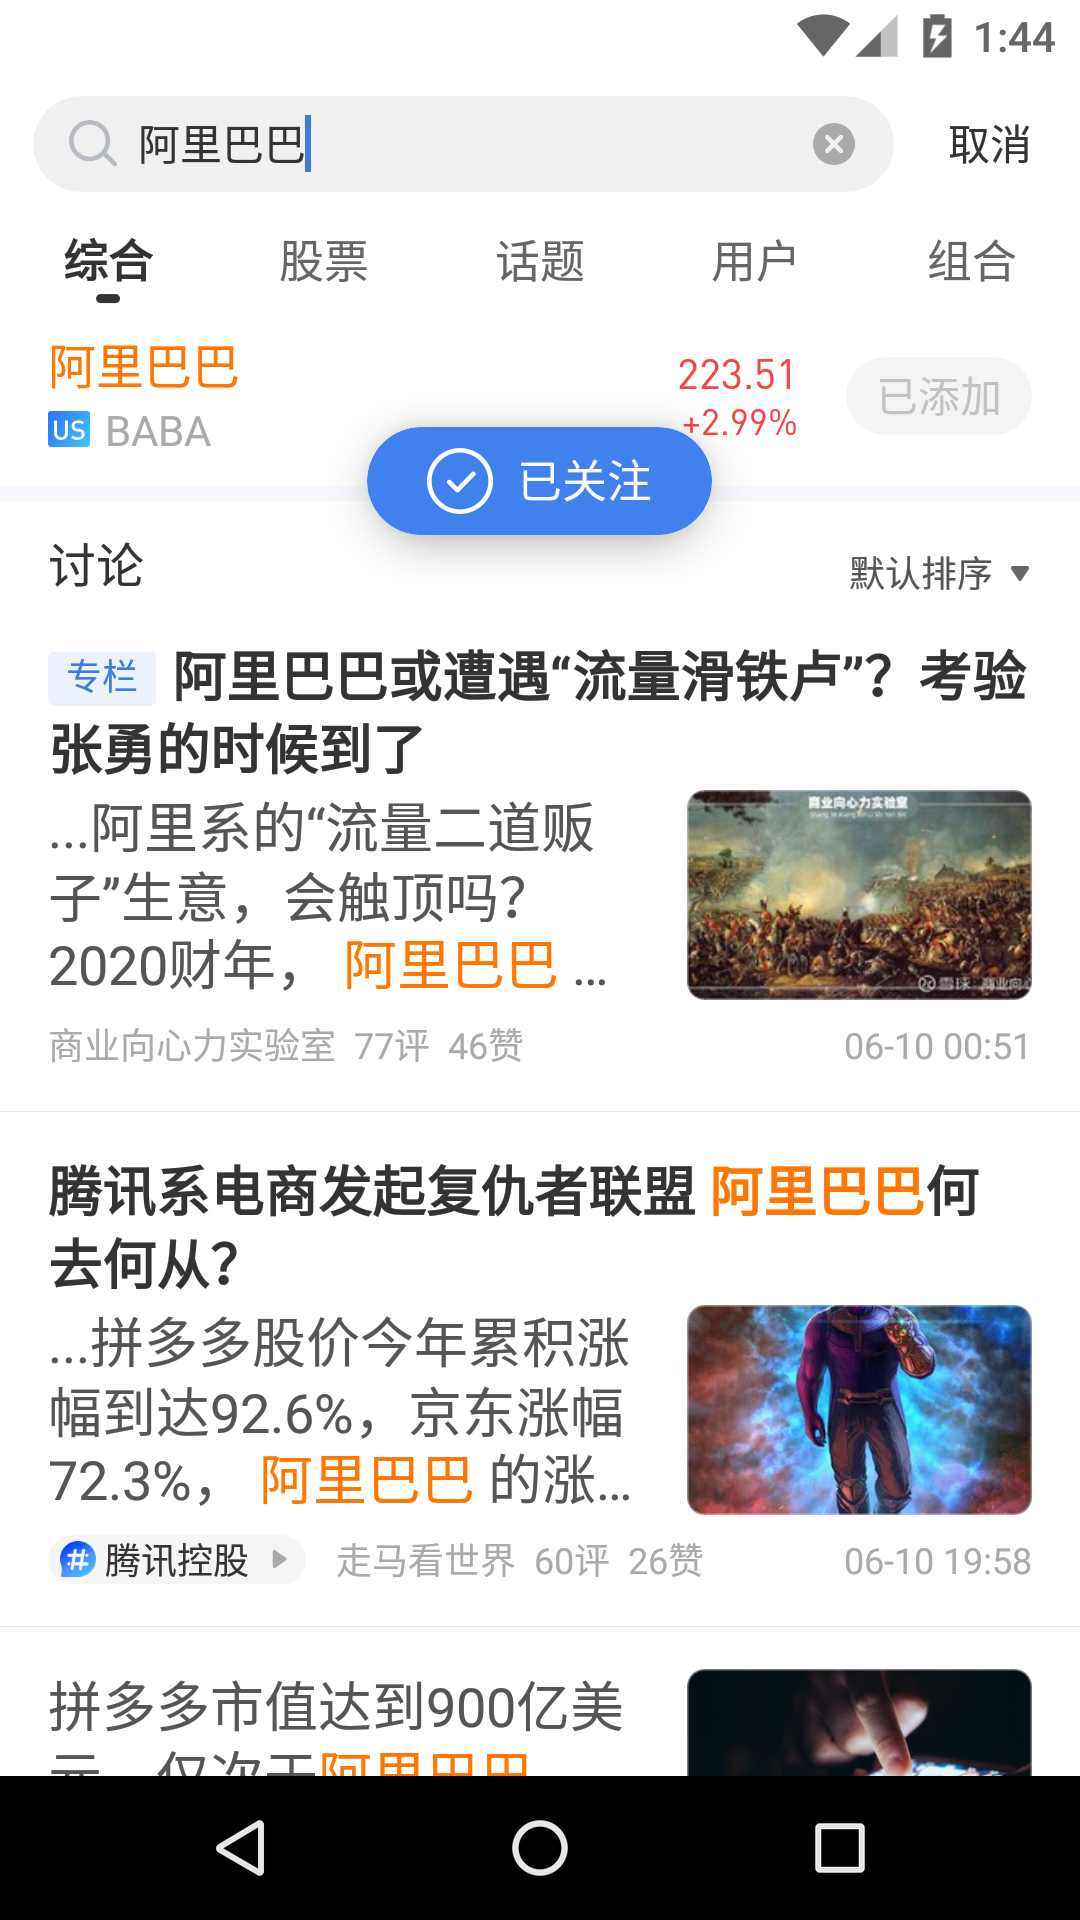 1:44
阿里巴巴
取消
综合 股票 话题 用户 组合
阿里巴巴
223.51
已添加
US BABA
+2.99%
已关注
讨论
默认排序
专栏 阿里巴巴或遭遇“流量滑铁卢”？考验
张勇的时候到了
...阿里系的“流量二道贩
子”生意，会触顶吗？
2020财年， 阿里巴巴 ...
商业向心力实验室
雪球：商业向心
商业向心力实验室 77评 46赞 06-10 00:51
腾讯系电商发起复仇者联盟 阿里巴巴何
去何从？
...拼多多股价今年累积涨
幅到达92.6%，京东涨幅
72.3%， 阿里巴巴 的涨...
# 腾讯控股 走马看世界 60评 26赞 06-10 19:58
拼多多市值达到900亿美
元，仅次于阿里巴巴